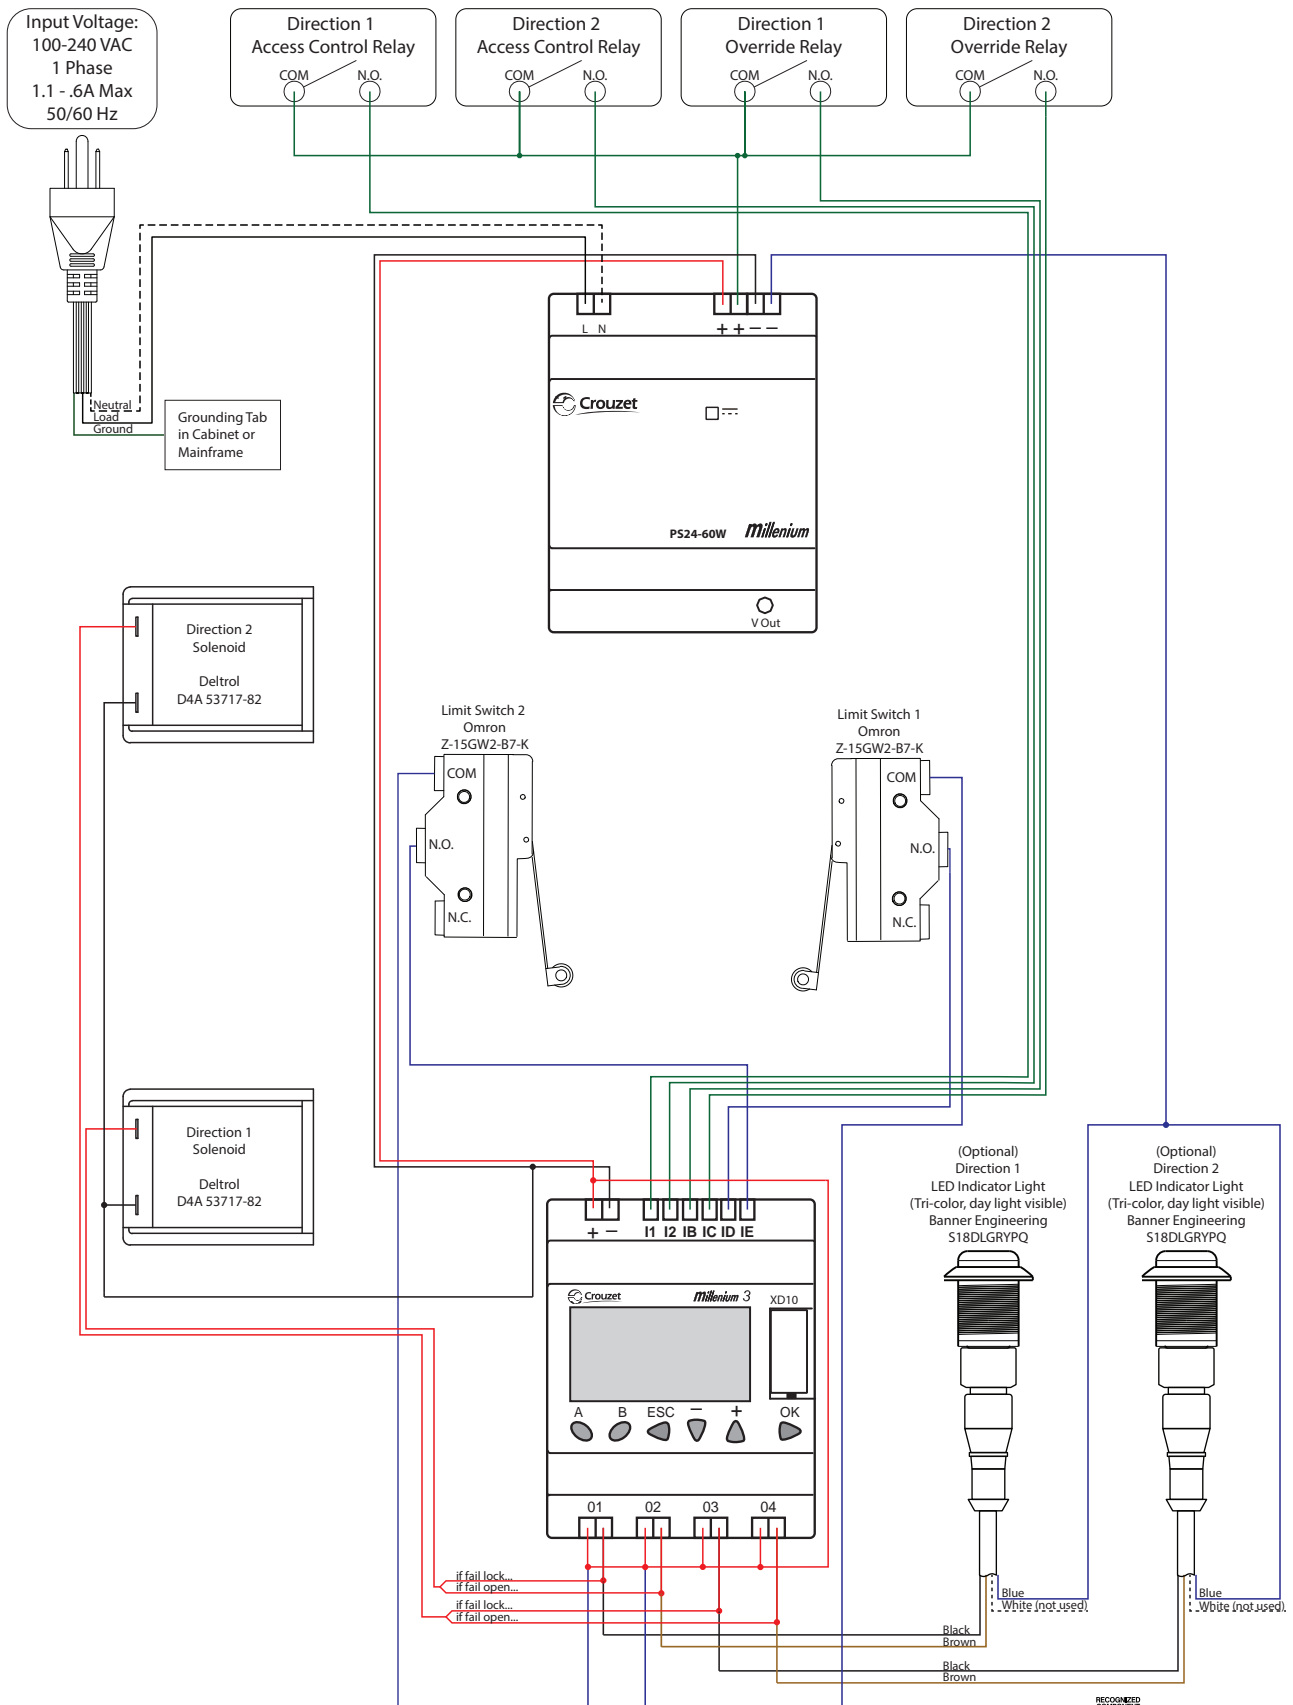 Input Voltage:
100-240 VAC
1 Phase
1.1 - .6A Max
50/60 Hz
Direction 1
Access Control Relay
COM N.O.
Direction 2
Access Control Relay
COM N.O.
Direction 1
Override Relay
COM N.O.
Direction 2
Override Relay
COM N.O.
Neutral
Load
Ground
Grounding Tab
in Cabinet or
Mainframe
L N + + − −
Crouzet
PS24-60W Millenium
V Out
Direction 2
Solenoid
Deltrol
D4A 53717-82
Limit Switch 2
Omron
Z-15GW2-B7-K
COM
N.O.
N.C.
Limit Switch 1
Omron
Z-15GW2-B7-K
COM
N.O.
N.C.
Direction 1
Solenoid
Deltrol
D4A 53717-82
+ − I1 I2 IB IC ID IE
Crouzet Millenium 3 XD10
A B ESC − + OK
01 02 03 04
(Optional)
Direction 1
LED Indicator Light
(Tri-color, day light visible)
Banner Engineering
S18DLGRYPQ
(Optional)
Direction 2
LED Indicator Light
(Tri-color, day light visible)
Banner Engineering
S18DLGRYPQ
if fail lock...
if fail open...
if fail lock...
if fail open...
Blue
White (not used)
Blue
White (not used)
Black
Brown
Black
Brown
RECOGNIZED
COMPONENT